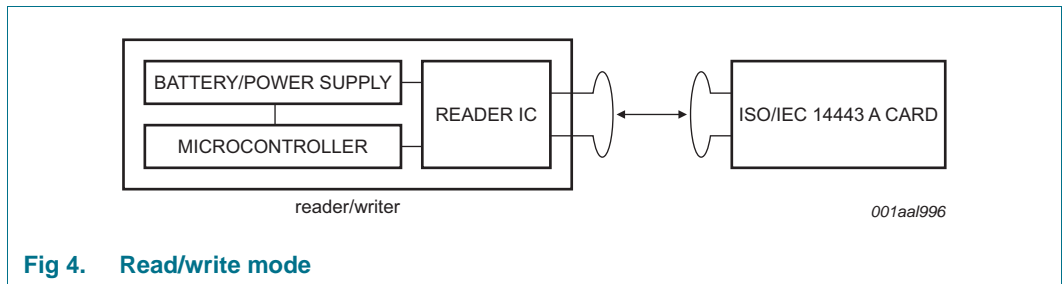 BATTERY/POWER SUPPLY
READER IC
MICROCONTROLLER
ISO/IEC 14443 A CARD
reader/writer
001aal996
Fig 4. Read/write mode